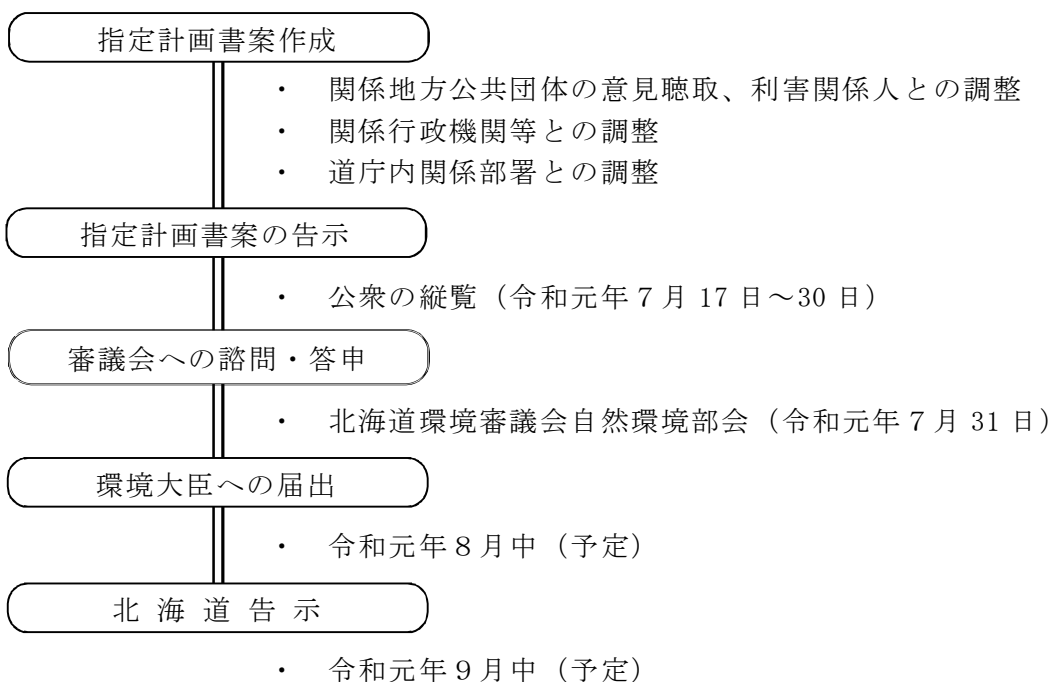 指定計画書案作成
・ 関係地方公共団体の意見聴取、利害関係人との調整
・ 関係行政機関等との調整
・ 道庁内関係部署との調整
指定計画書案の告示
・ 公衆の縦覧（令和元年７月 17 日～30 日）
審議会への諮問・答申
・ 北海道環境審議会自然環境部会（令和元年７月 31 日）
環境大臣への届出
・ 令和元年８月中（予定）
北 海 道 告 示
・ 令和元年９月中（予定）